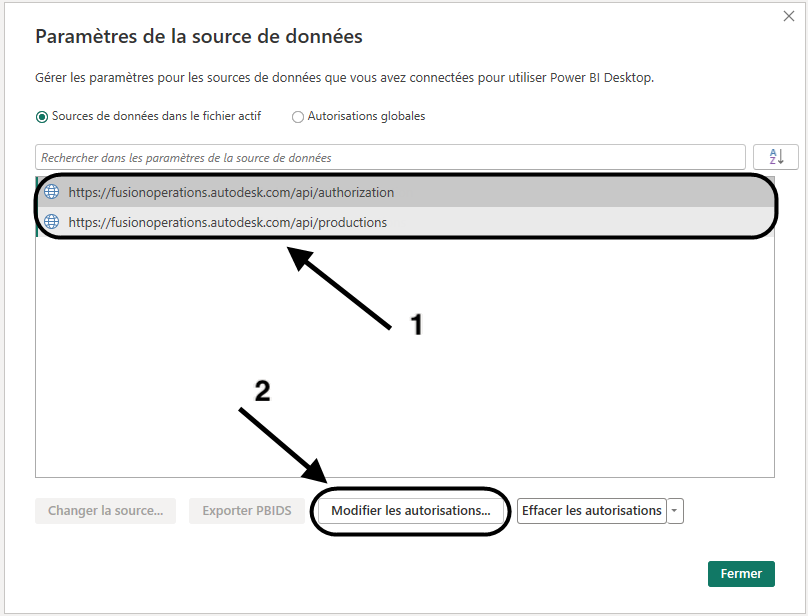 Paramètres de la source de données
Gérer les paramètres pour les sources de données que vous avez connectées pour utiliser Power BI Desktop.
Sources de données dans le fichier actif Autorisations globales
Rechercher dans les paramètres de la source de données
A
Z
https://fusionoperations.autodesk.com/api/authorization
https://fusionoperations.autodesk.com/api/productions
1
2
Changer la source... Exporter PBIDS Modifier les autorisations... Effacer les autorisations
Fermer